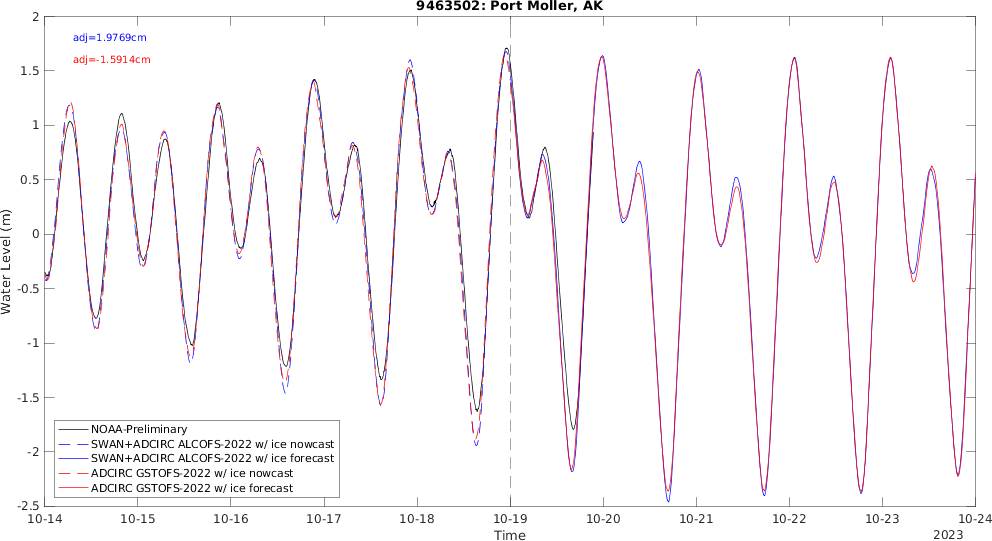 9463502: Port Moller, AK
adj=1.9769cm
adj=-1.5914cm
Water Level (m)
2
1.5
1
0.5
0
-0.5
-1
-1.5
-2
-2.5
NOAA-Preliminary
SWAN+ADCIRC ALCOFS-2022 w/ ice nowcast
SWAN+ADCIRC ALCOFS-2022 w/ ice forecast
ADCIRC GSTOFS-2022 w/ ice nowcast
ADCIRC GSTOFS-2022 w/ ice forecast
10-14 10-15 10-16 10-17 10-18 10-19 10-20 10-21 10-22 10-23 10-24
Time
2023